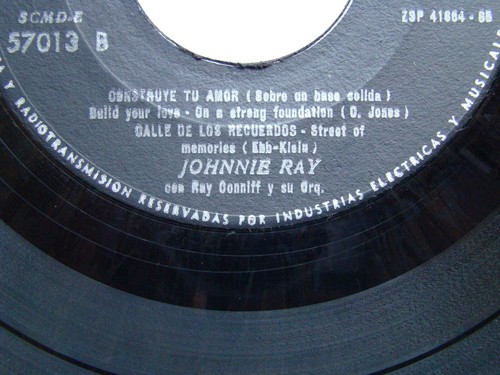 SCMD-E
57013 B
ZSP 41864 - 6B
CONSTRUYE TU AMOR ( Sobre un base solida )
Build your love - On a strong foundation ( C. Jones )
CALLE DE LOS RECUERDOS - Street of
memories ( Ebb-Klein )
JOHNNIE RAY
con Ray Conniff y su Orq.
A Y RADIOTRANSMISION RESERVADAS POR INDUSTRIAS ELECTRICAS Y MUSICALE